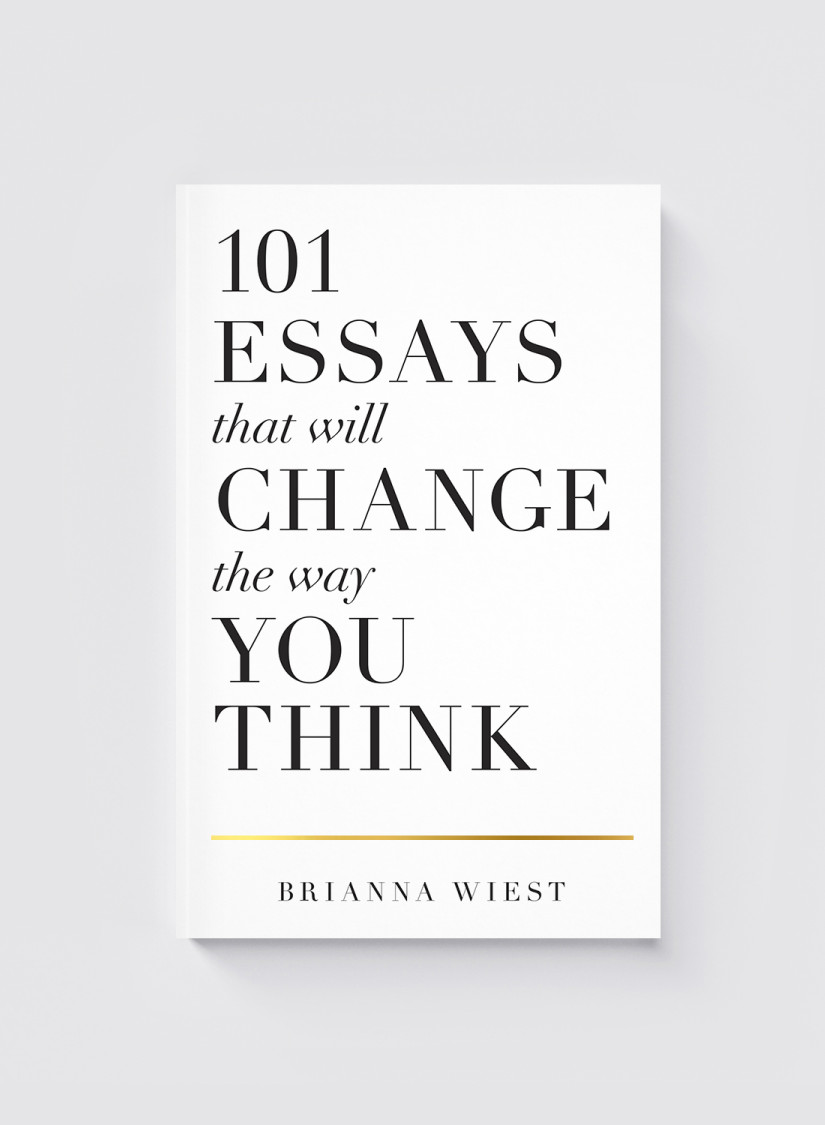 101
ESSAYS
that will
CHANGE
the way
YOU
THINK
BRIANNA WIEST